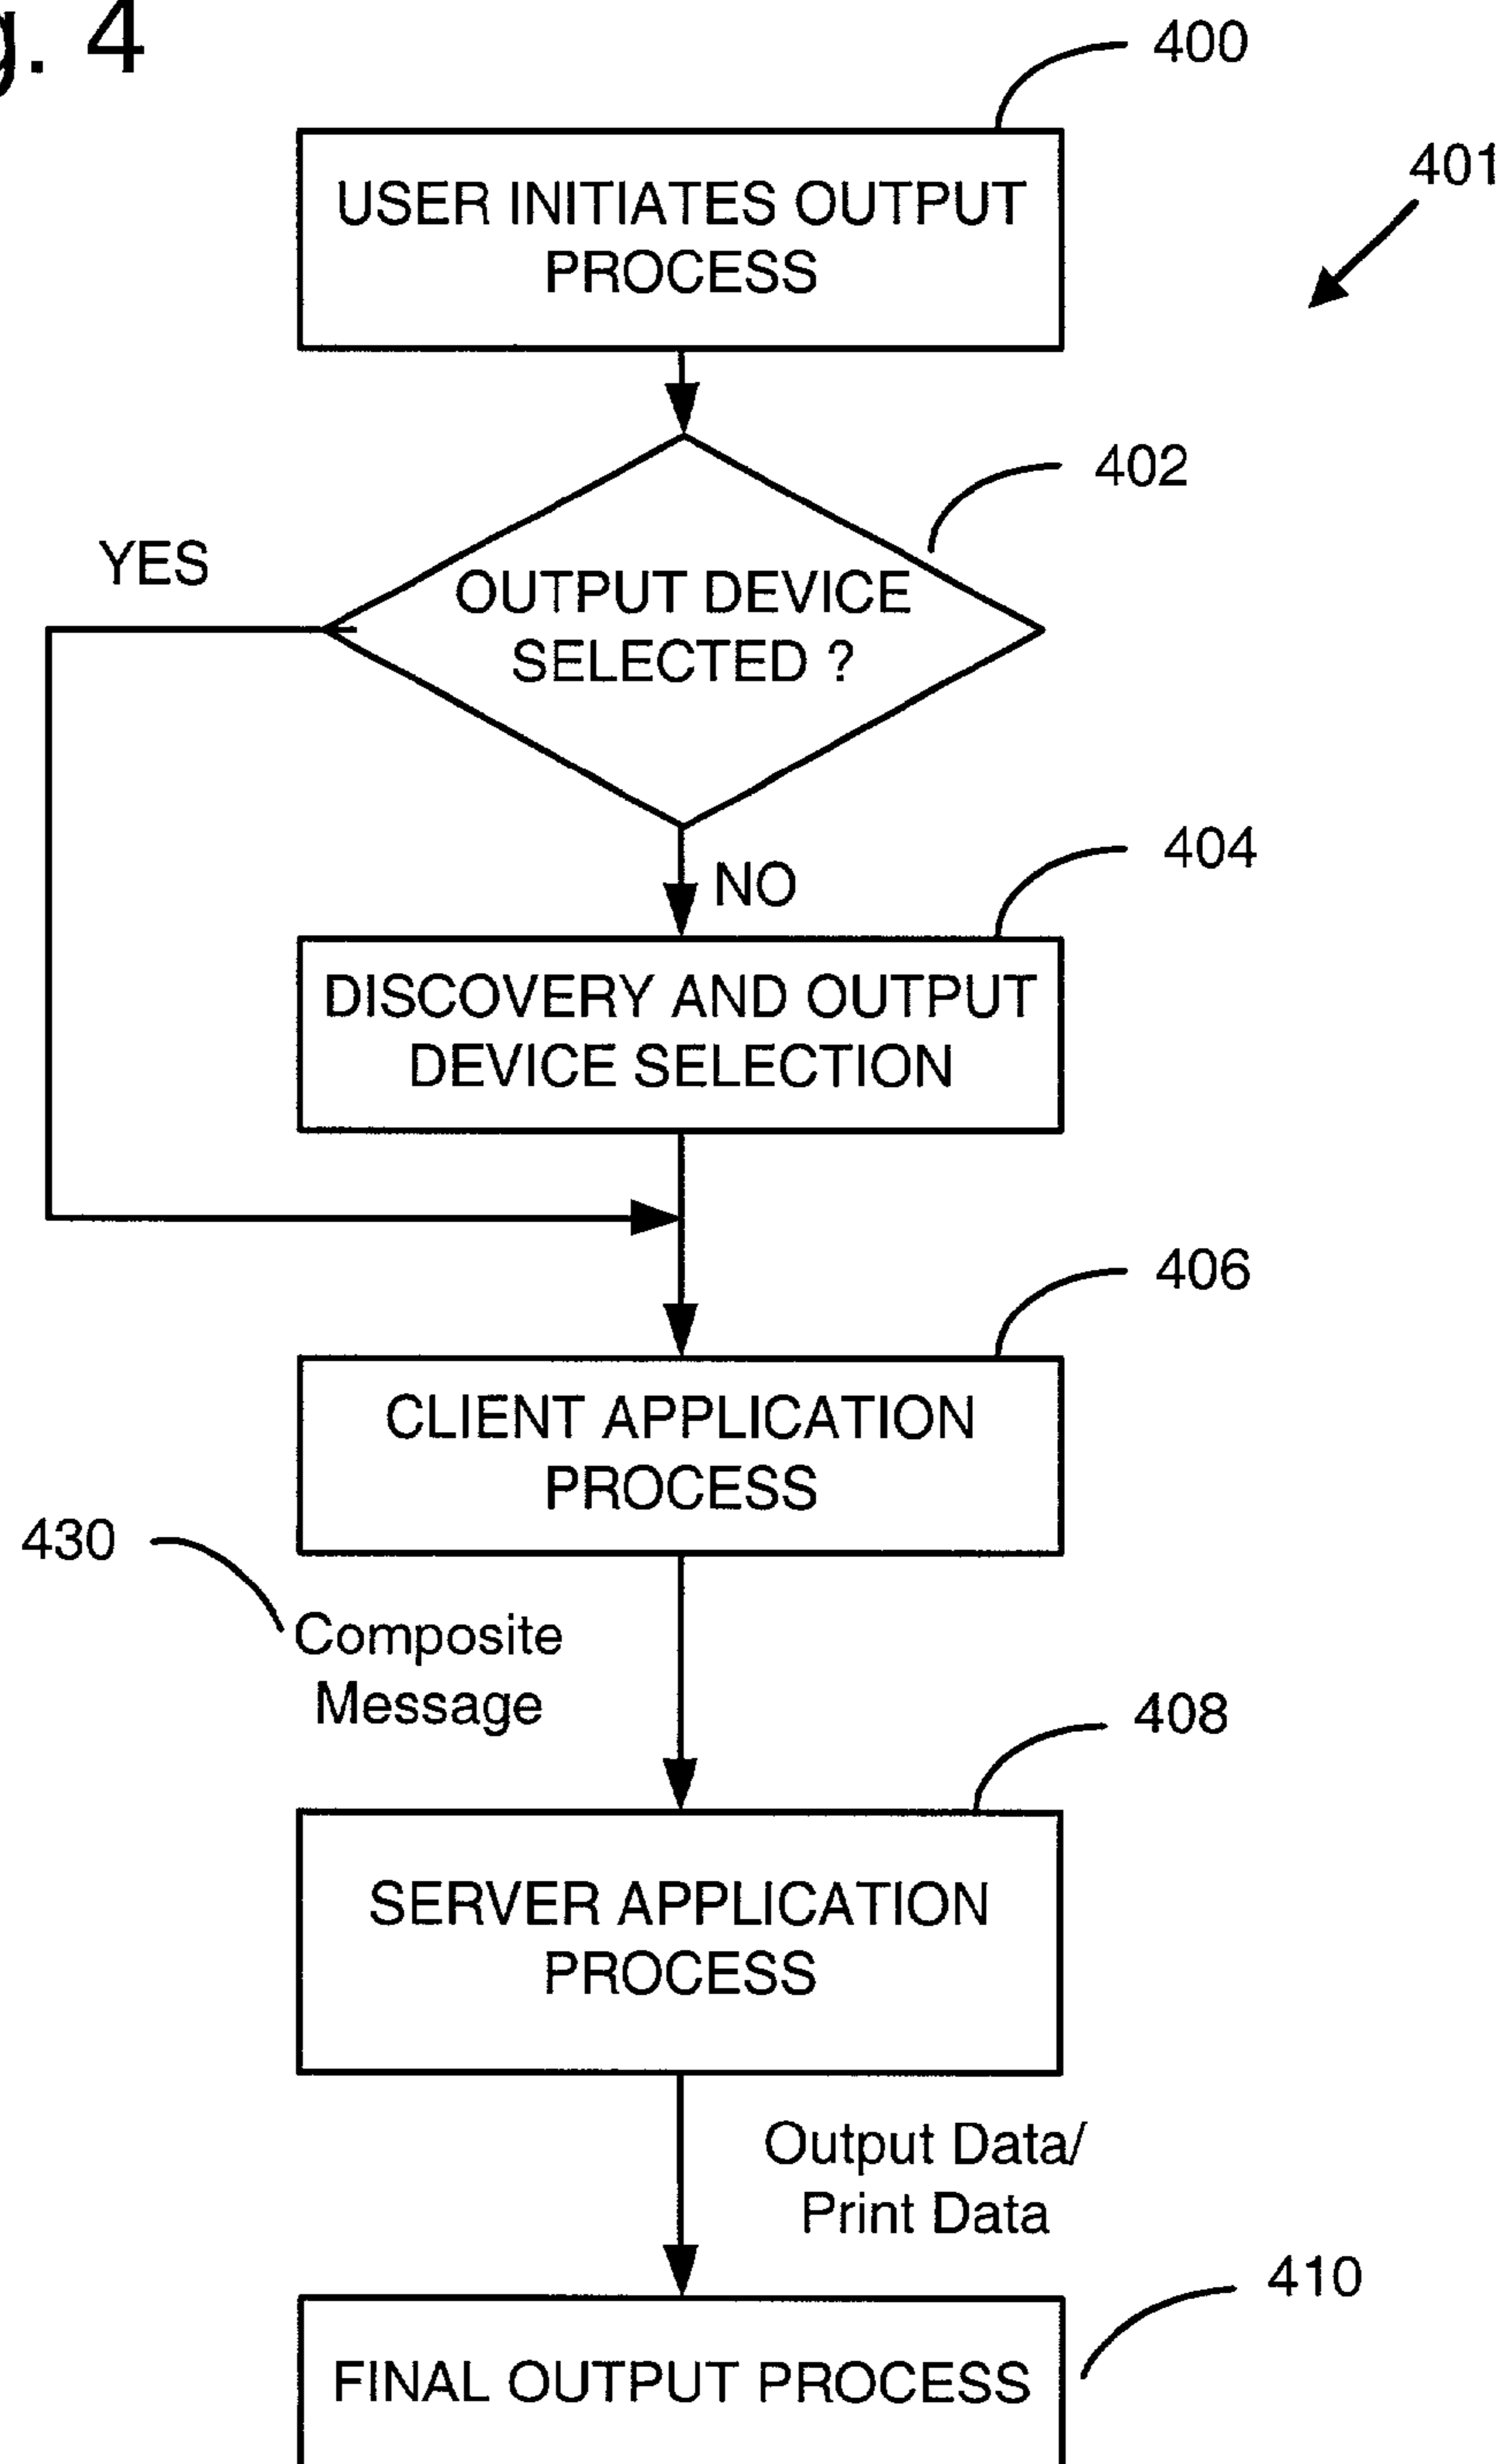 g. 4
400
401
USER INITIATES OUTPUT
PROCESS
402
YES
OUTPUT DEVICE
SELECTED ?
404
NO
DISCOVERY AND OUTPUT
DEVICE SELECTION
406
CLIENT APPLICATION
PROCESS
430
Composite
Message
408
SERVER APPLICATION
PROCESS
Output Data/
Print Data
410
FINAL OUTPUT PROCESS